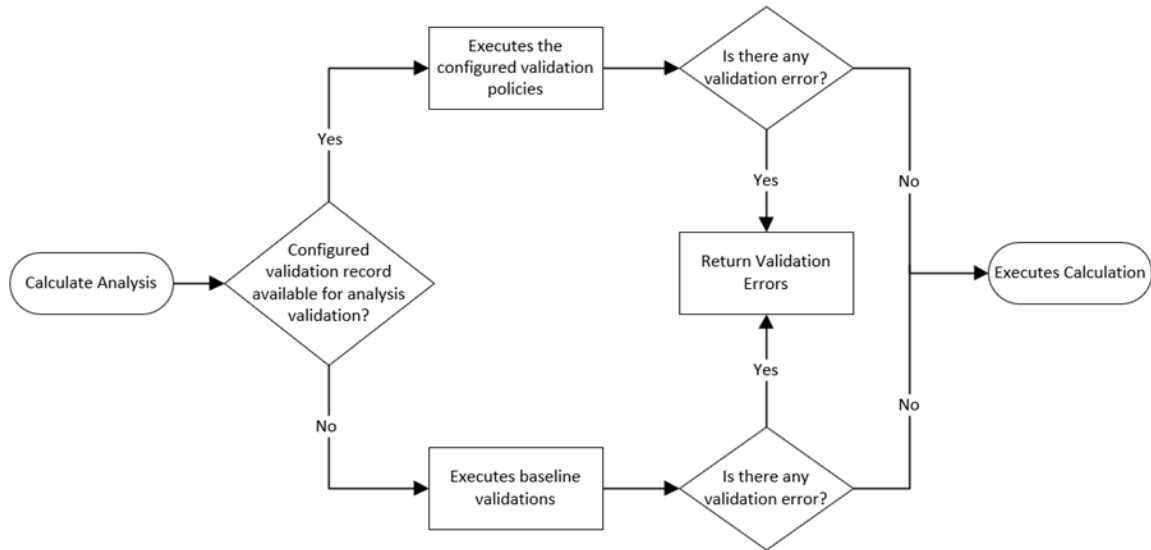 Executes the
configured validation
policies
Is there any
validation error?
Yes
Yes
No
Configured
validation record
available for analysis
validation?
Calculate Analysis
Return Validation
Errors
Executes Calculation
Yes
No
No
Executes baseline
validations
Is there any
validation error?